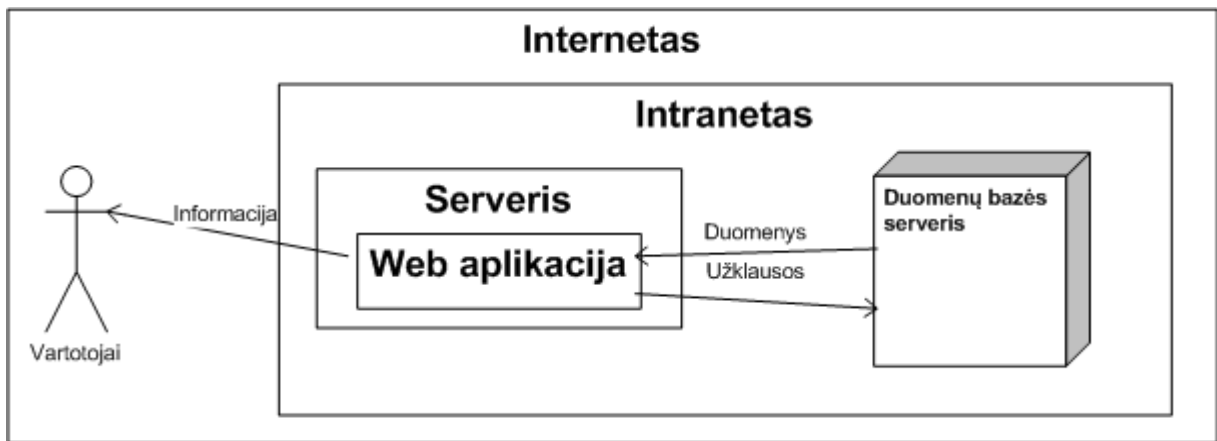 Internetas
Intranetas
Serveris
Web aplikacija
Informacija
Vartotojai
Duomenys
Užklausos
Duomenų bazės
serveris